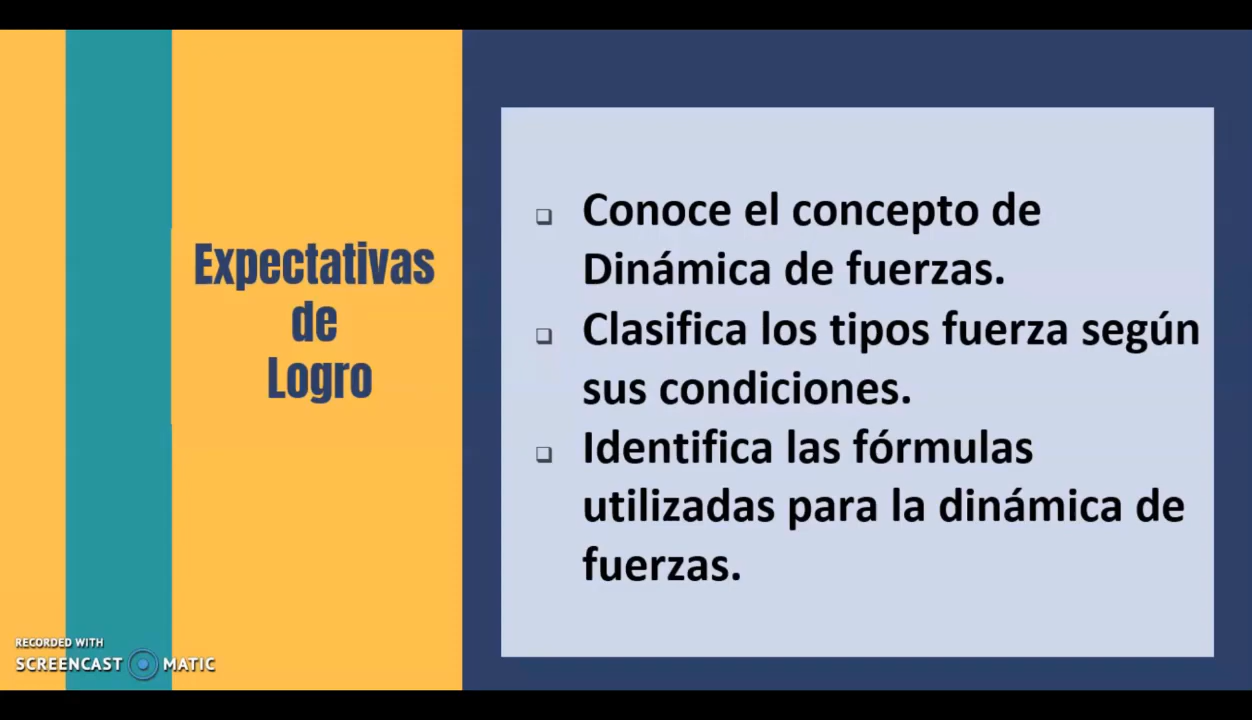 Expectativas
de
Logro
❑ Conoce el concepto de
Dinámica de fuerzas.
❑ Clasifica los tipos fuerza según
sus condiciones.
❑ Identifica las fórmulas
utilizadas para la dinámica de
fuerzas.
RECORDED WITH
SCREENCAST MATIC